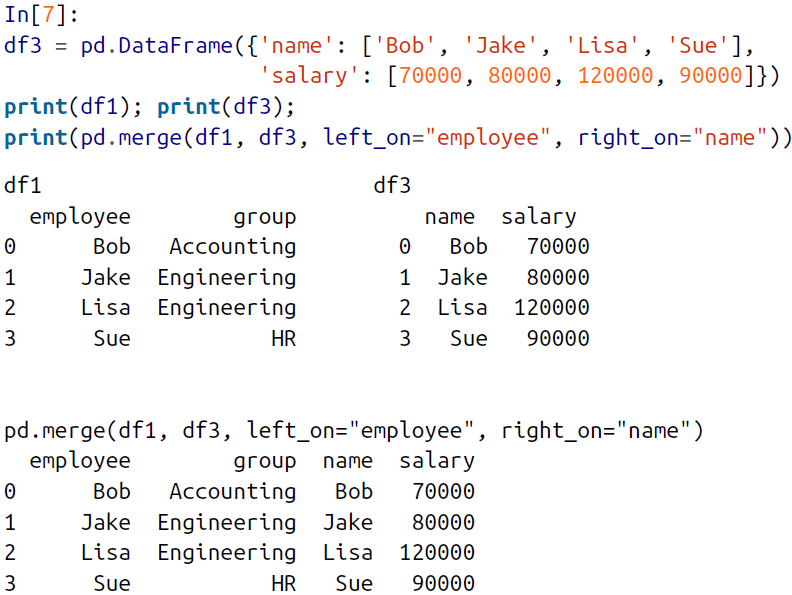 In[7]:
df3 = pd.DataFrame({'name': ['Bob', 'Jake', 'Lisa', 'Sue'],
                    'salary': [70000, 80000, 120000, 90000]})
print(df1); print(df3);
print(pd.merge(df1, df3, left_on="employee", right_on="name"))
df1                          df3
  employee        group          name  salary
0      Bob   Accounting        0   Bob   70000
1     Jake  Engineering        1  Jake   80000
2     Lisa  Engineering        2  Lisa  120000
3      Sue           HR        3   Sue   90000
pd.merge(df1, df3, left_on="employee", right_on="name")
  employee        group  name  salary
0      Bob   Accounting   Bob   70000
1     Jake  Engineering  Jake   80000
2     Lisa  Engineering  Lisa  120000
3      Sue           HR   Sue   90000